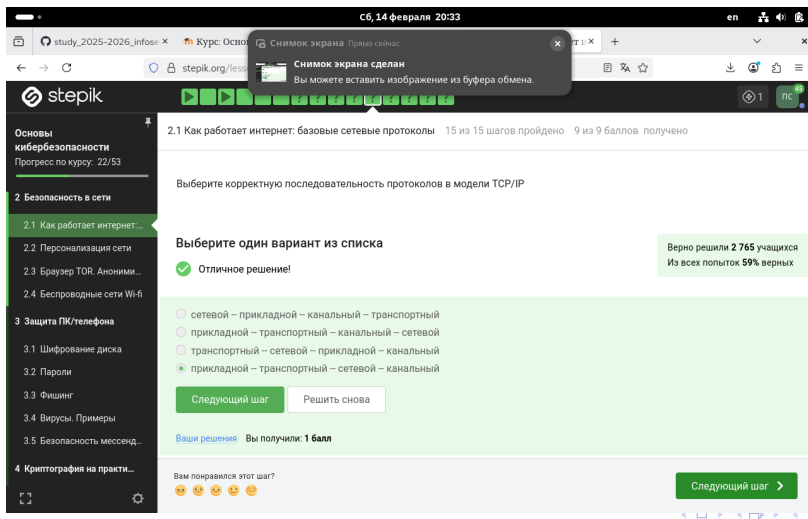 Сб, 14 февраля 20:33
en
study_2025-2026_infose
Курс: Осно
Снимок экрана Прямо сейчас
Снимок экрана сделан
Вы можете вставить изображение из буфера обмена.
stepik.org/less
stepik
1
ПС
45
Основы кибербезопасности
Прогресс по курсу: 22/53
2.1 Как работает интернет: базовые сетевые протоколы 15 из 15 шагов пройдено 9 из 9 баллов получено
2 Безопасность в сети
2.1 Как работает интернет:...
2.2 Персонализация сети
2.3 Браузер TOR. Аноними...
2.4 Беспроводные сети Wi-fi
3 Защита ПК/телефона
3.1 Шифрование диска
3.2 Пароли
3.3 Фишинг
3.4 Вирусы. Примеры
3.5 Безопасность мессенд...
4 Криптография на практи...
Выберите корректную последовательность протоколов в модели TCP/IP
Выберите один вариант из списка
Отличное решение!
Верно решили 2 765 учащихся
Из всех попыток 59% верных
сетевой -- прикладной -- канальный -- транспортный
прикладной -- транспортный -- канальный -- сетевой
транспортный -- сетевой -- прикладной -- канальный
прикладной -- транспортный -- сетевой -- канальный
Следующий шаг
Решить снова
Ваши решения Вы получили: 1 балл
Вам понравился этот шаг?
Следующий шаг